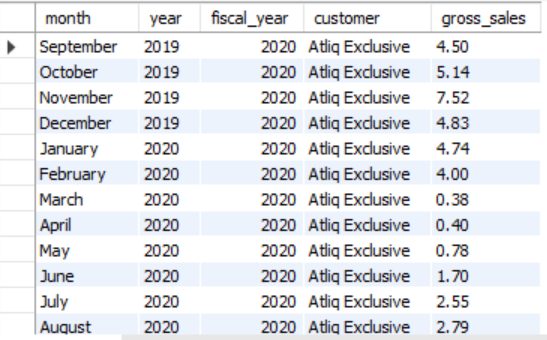 month year fiscal_year customer gross_sales
September 2019 2020 Atliq Exclusive 4.50
October 2019 2020 Atliq Exclusive 5.14
November 2019 2020 Atliq Exclusive 7.52
December 2019 2020 Atliq Exclusive 4.83
January 2020 2020 Atliq Exclusive 4.74
February 2020 2020 Atliq Exclusive 4.00
March 2020 2020 Atliq Exclusive 0.38
April 2020 2020 Atliq Exclusive 0.40
May 2020 2020 Atliq Exclusive 0.78
June 2020 2020 Atliq Exclusive 1.70
July 2020 2020 Atliq Exclusive 2.55
August 2020 2020 Atliq Exclusive 2.79